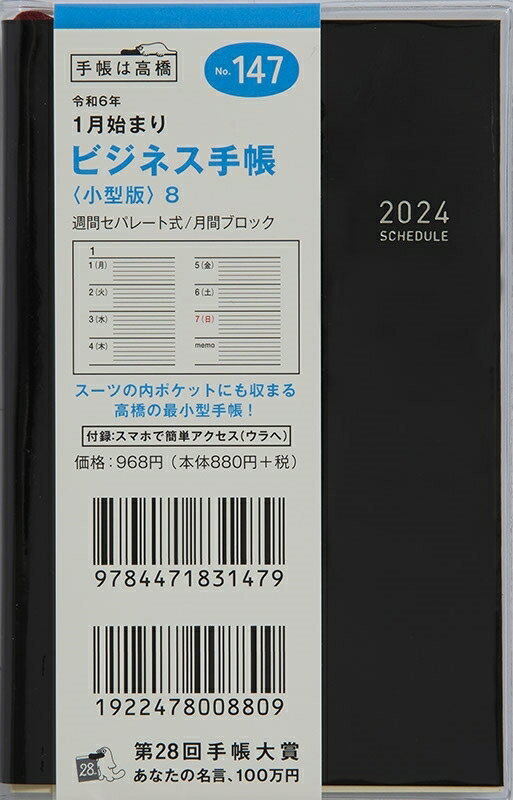 手帳は高橋
No.147
令和6年
1月始まり
ビジネス手帳
〈小型版〉8
週間セパレート式/月間ブロック
1
1(月) 5(金)
2(火) 6(土)
3(水) 7(日)
4(木) memo
スーツの内ポケットにも収まる
高橋の最小型手帳!
付録:スマホで簡単アクセス(ウラへ)
価格:968円(本体880円+税)
9784471831479
1922478008809
28
第28回手帳大賞
あなたの名言、100万円
2024
SCHEDULE